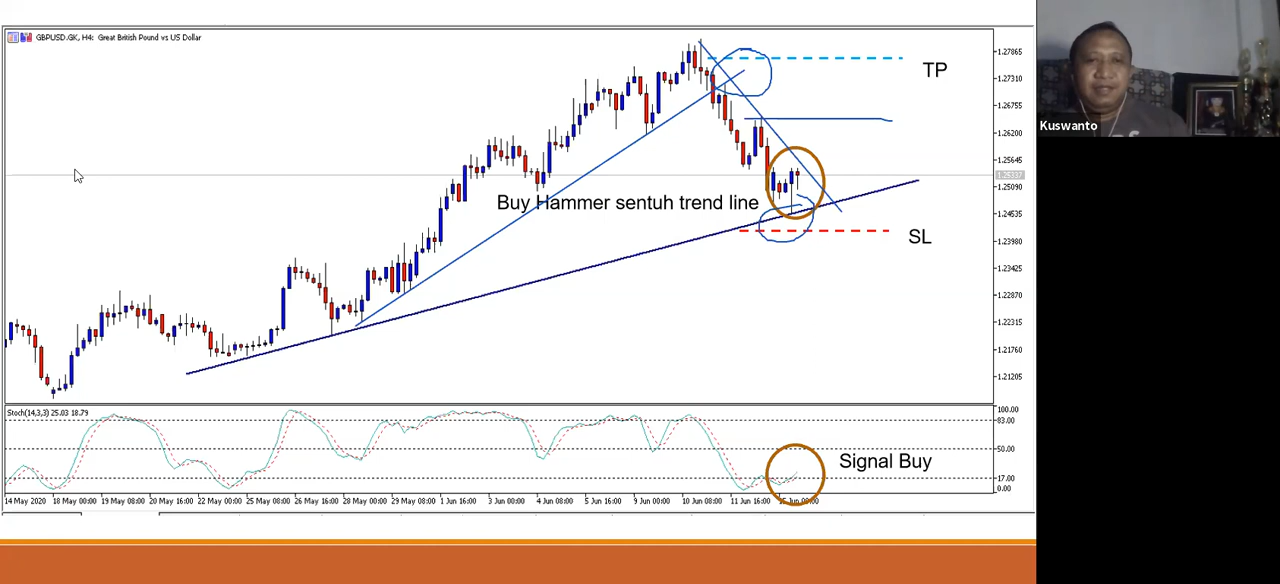 GBPUSD.GK, H4: Great British Pound vs US Dollar
1.27865
TP
1.27310
1.26755
Kuswanto
1.26200
1.25645
1.25337
1.25090
Buy Hammer sentuh trend line
1.24535
SL
1.23980
1.23425
1.22870
1.22315
1.21760
1.21205
Stoch(14,3,3) 25.03 18.79
100.00
83.00
50.00
Signal Buy
17.00
0.00
14 May 2020 18 May 00:00 19 May 08:00 20 May 16:00 22 May 00:00 25 May 08:00 26 May 16:00 28 May 00:00 29 May 08:00 1 Jun 16:00 3 Jun 00:00 4 Jun 08:00 5 Jun 16:00 9 Jun 00:00 10 Jun 08:00 11 Jun 16:00 15 Jun 00:00